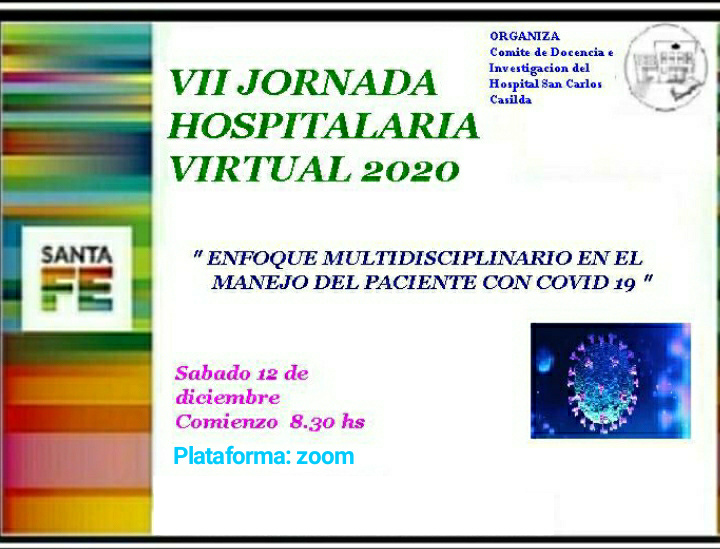 ORGANIZA
Comite de Docencia e
Investigacion del
Hospital San Carlos
Casilda
VII JORNADA
HOSPITALARIA
VIRTUAL 2020
SANTA
FE
" ENFOQUE MULTIDISCIPLINARIO EN EL
MANEJO DEL PACIENTE CON COVID 19 "
Sabado 12 de
diciembre
Comienzo 8.30 hs
Plataforma: zoom